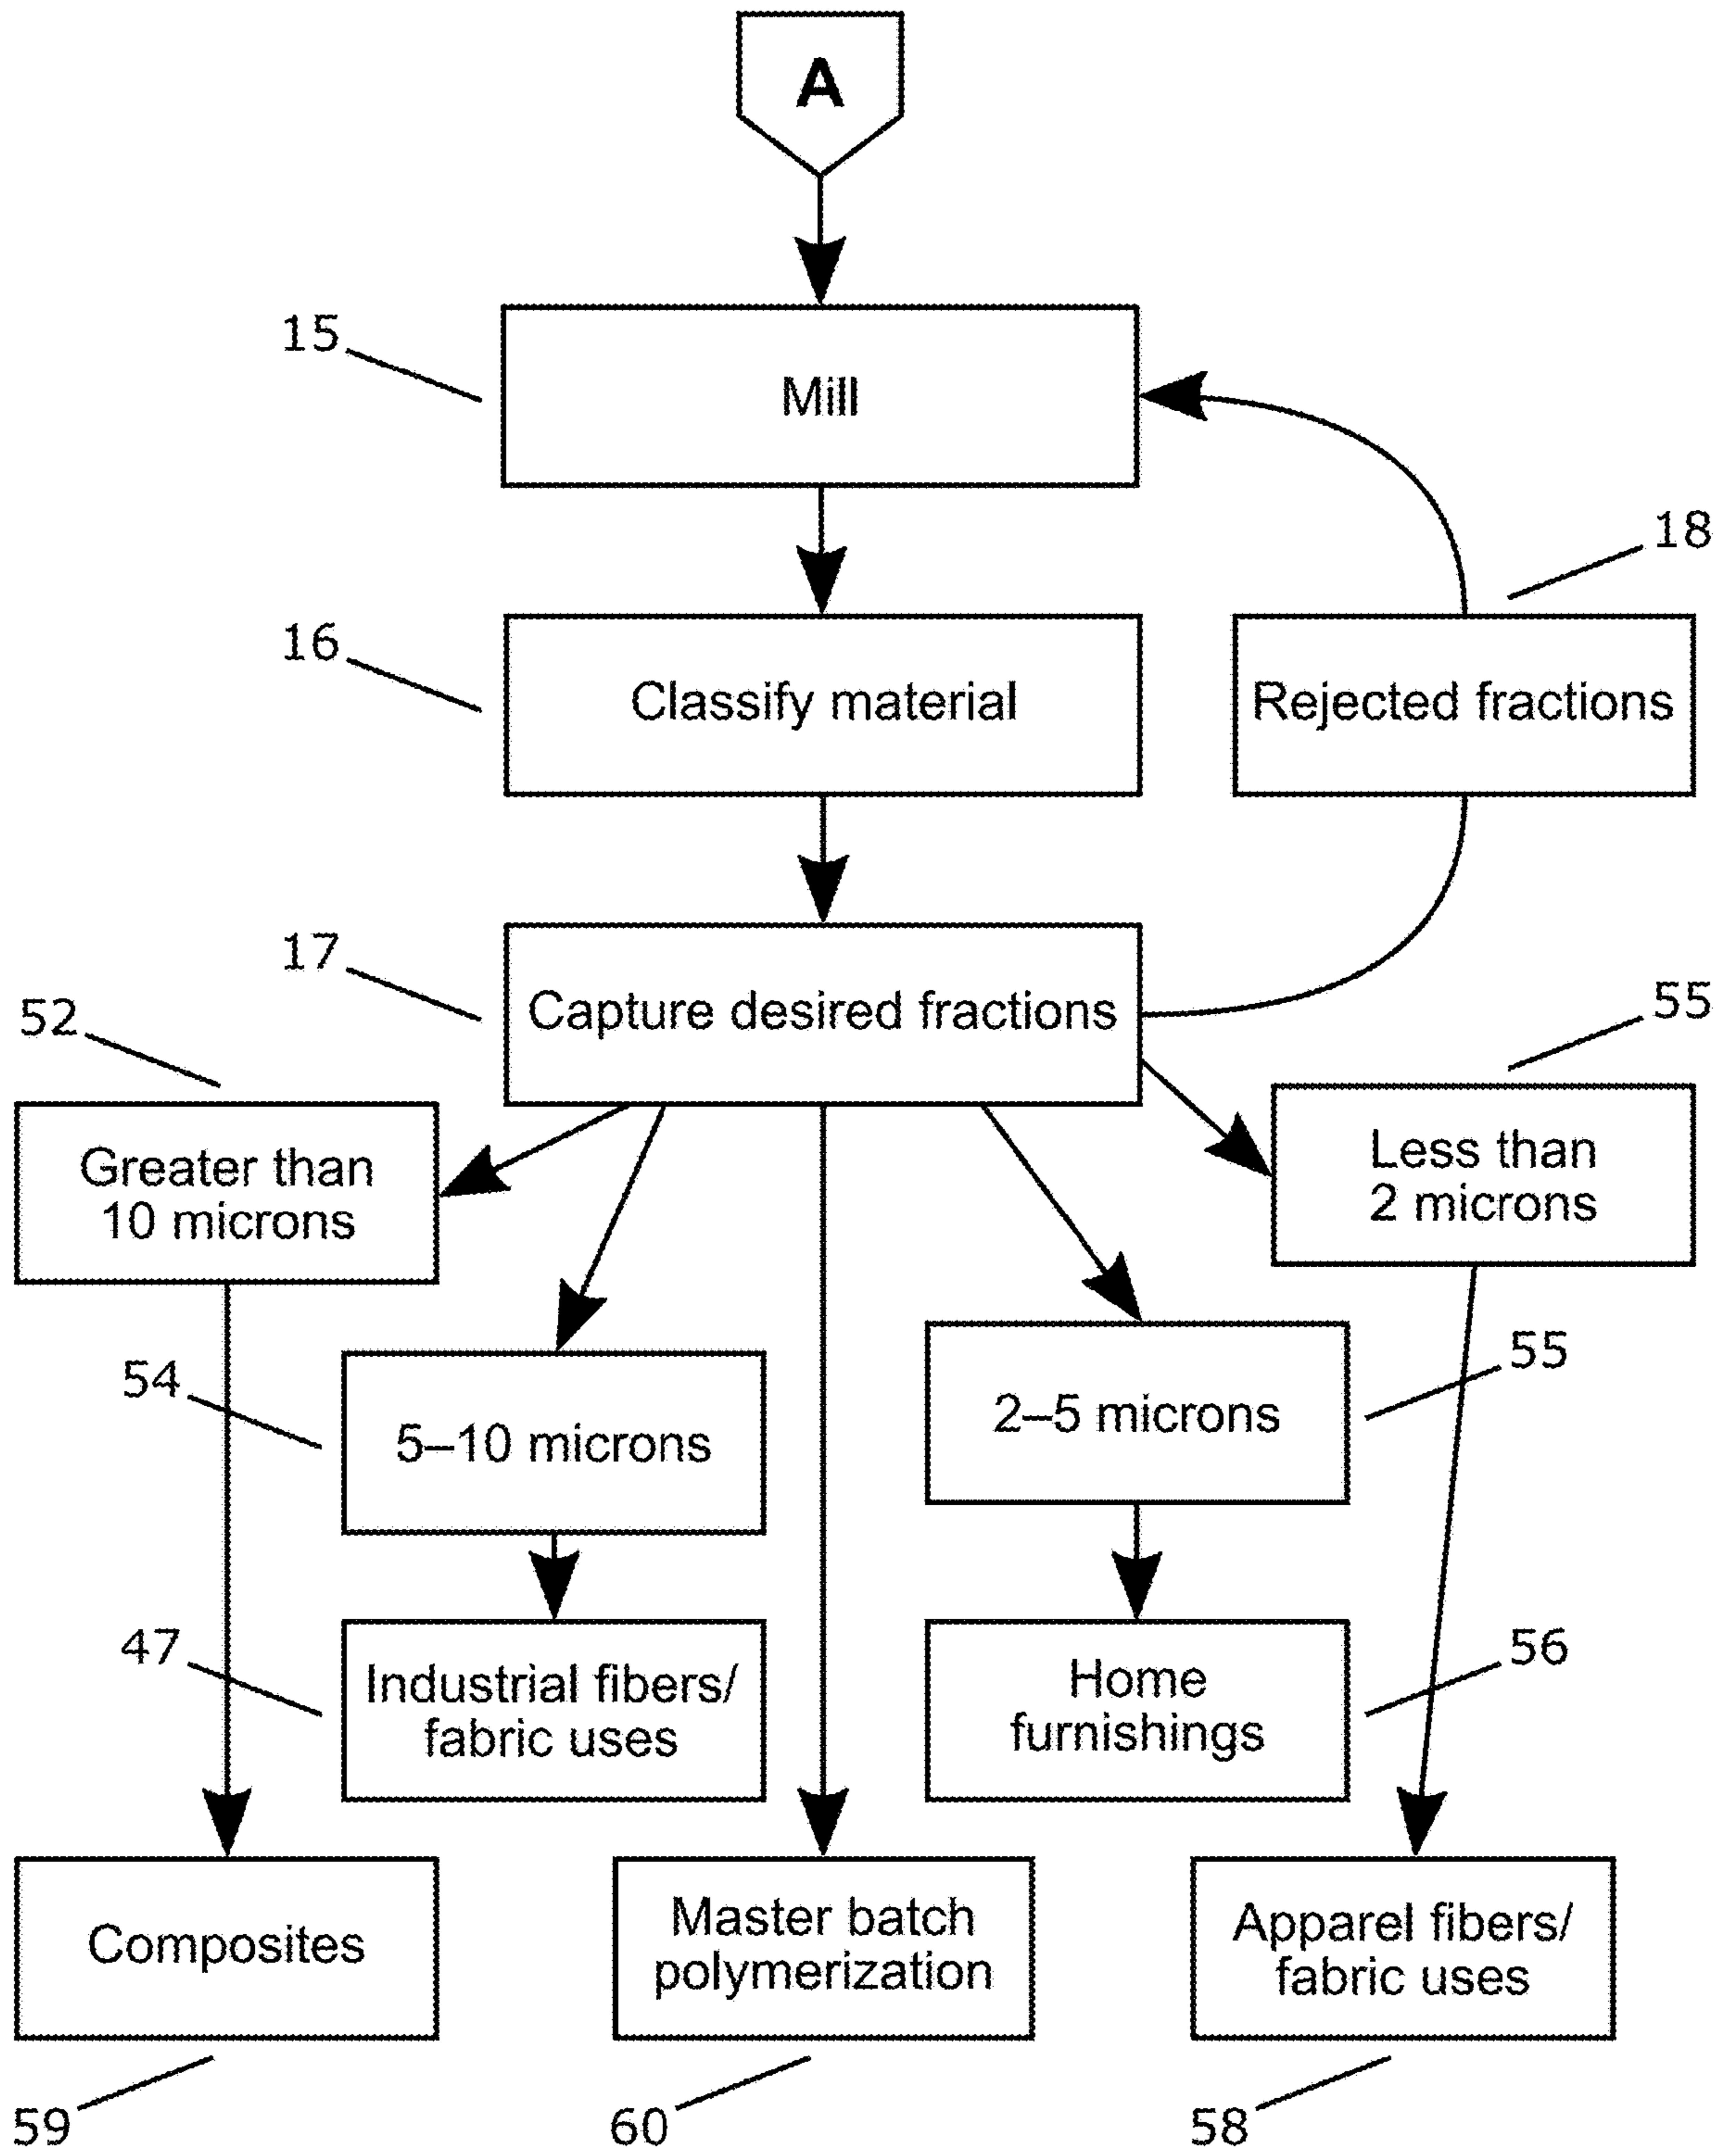 A
15
Mill
18
16
Classify material
Rejected fractions
17
Capture desired fractions
52
55
Greater than
10 microns
Less than
2 microns
54
5–10 microns
2–5 microns
55
47
Industrial fibers/
fabric uses
Home
furnishings
56
Composites
Master batch
polymerization
Apparel fibers/
fabric uses
59
60
58